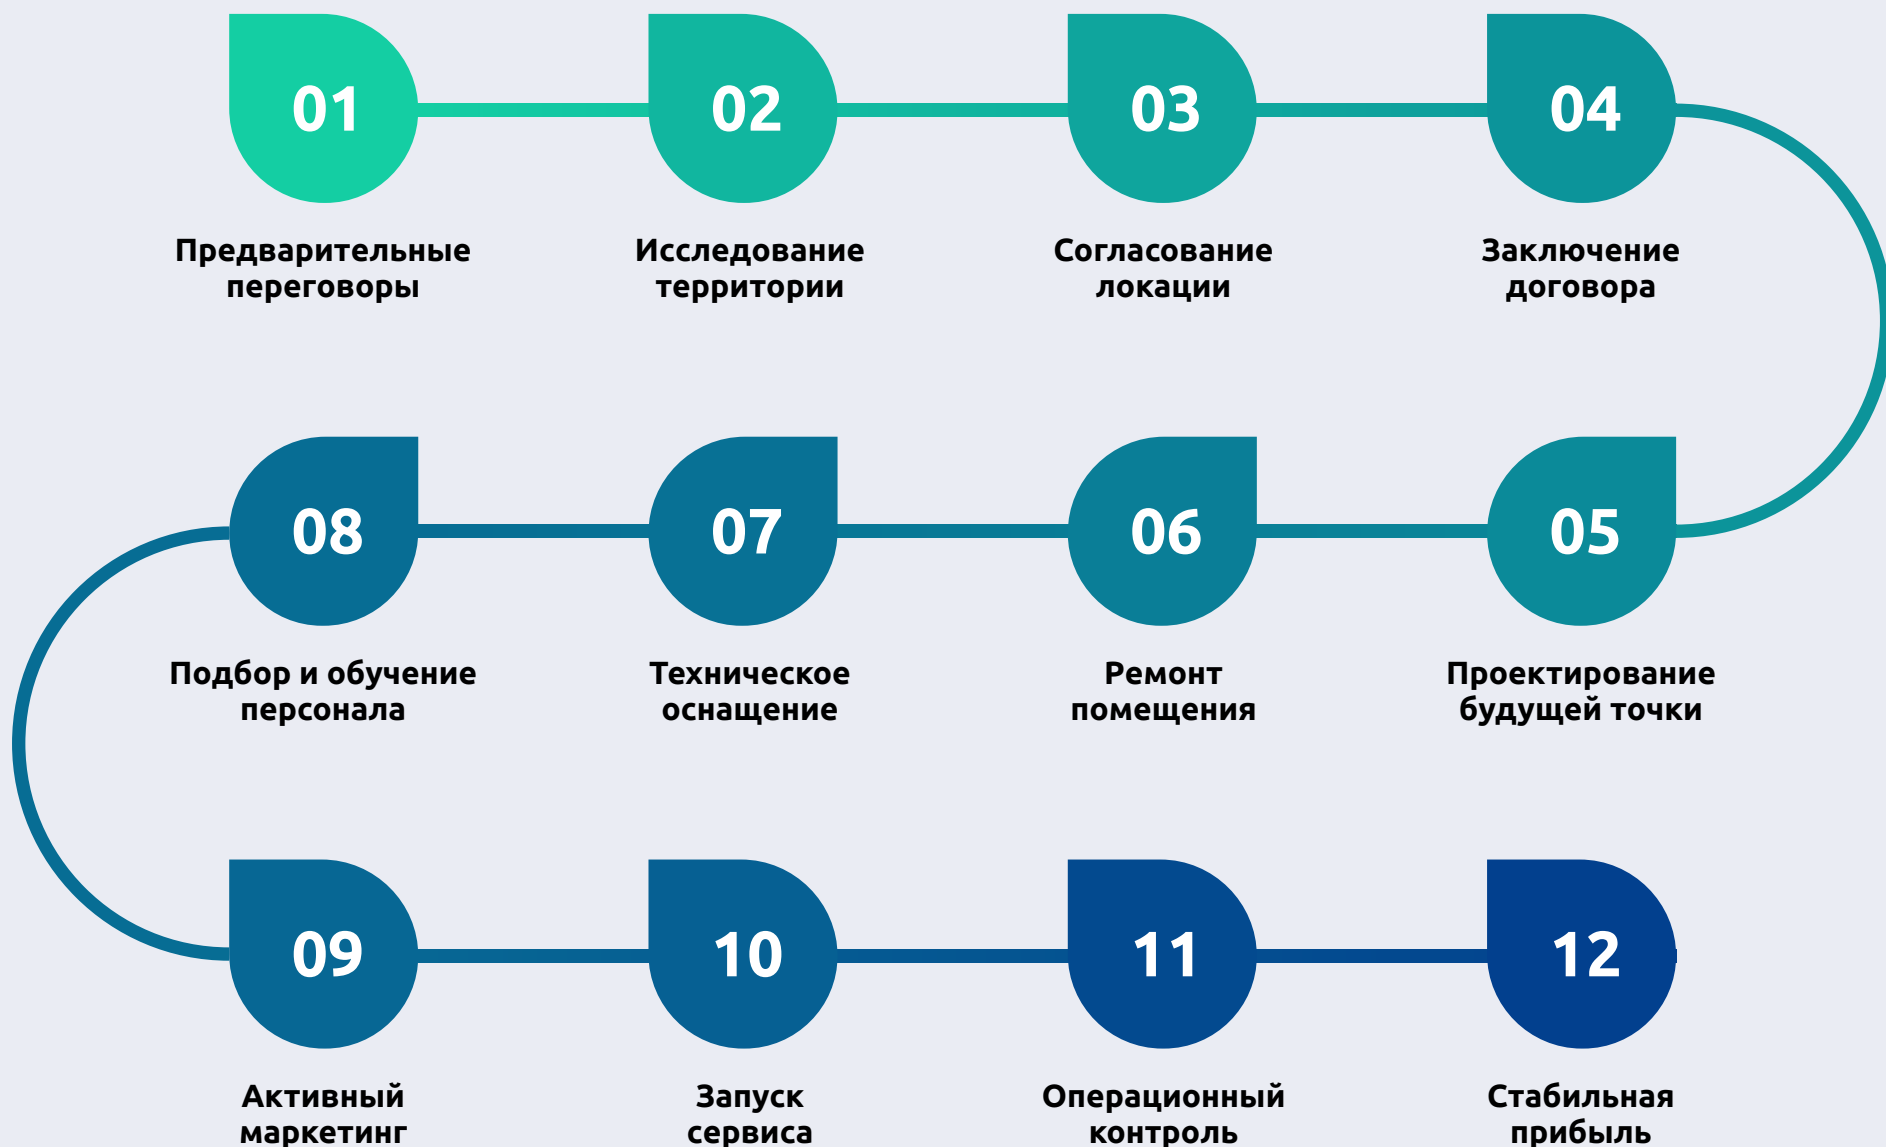 01
02
03
04
Предварительные
переговоры
Исследование
территории
Согласование
локации
Заключение
договора
08
07
06
05
Подбор и обучение
персонала
Техническое
оснащение
Ремонт
помещения
Проектирование
будущей точки
09
10
11
12
Активный
маркетинг
Запуск
сервиса
Операционный
контроль
Стабильная
прибыль